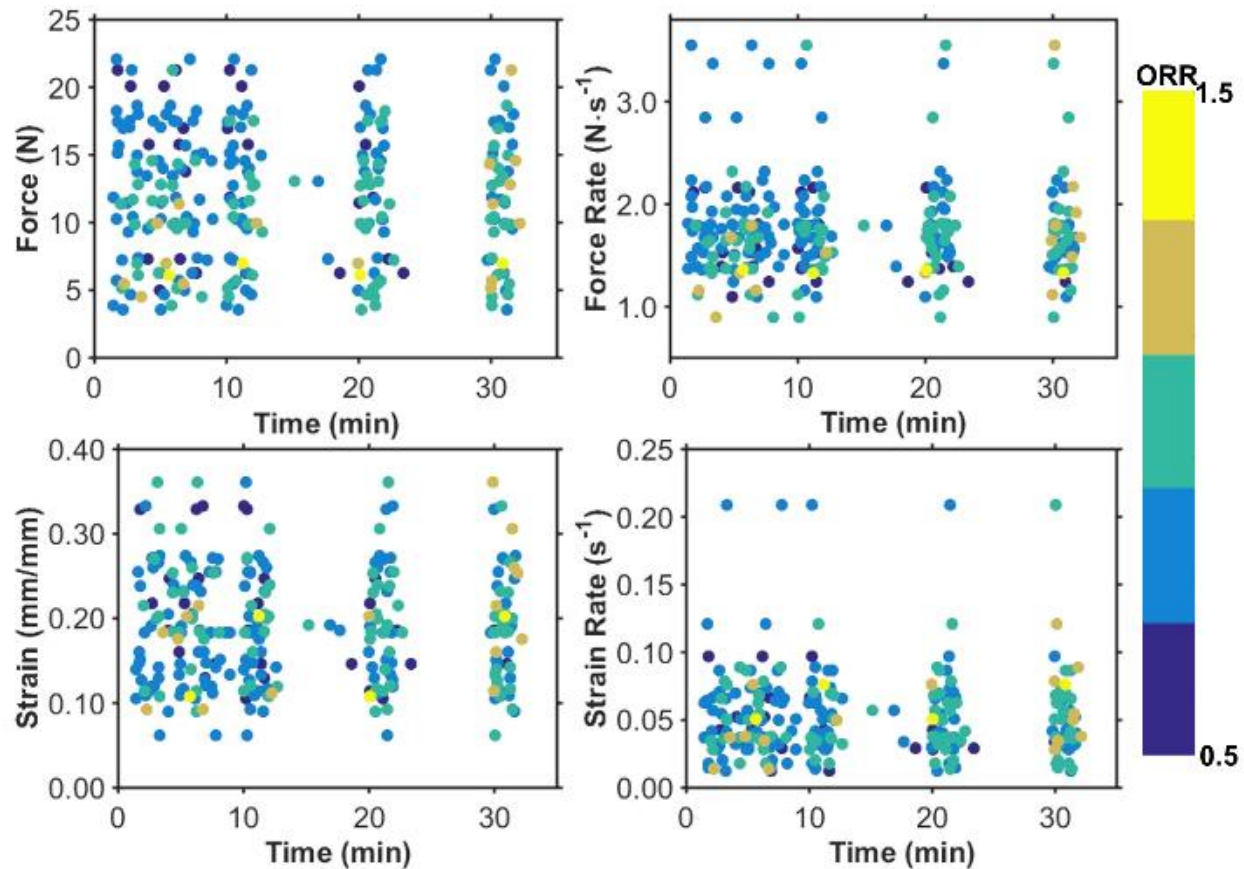 25
20
15
10
5
0
Force (N)
0 10 20 30
Time (min)
3.0
2.0
1.0
Force Rate (N·s⁻¹)
0 10 20 30
Time (min)
ORR
1.5
0.5
0.40
0.30
0.20
0.10
0.00
Strain (mm/mm)
0 10 20 30
Time (min)
0.25
0.20
0.15
0.10
0.05
0.00
Strain Rate (s⁻¹)
0 10 20 30
Time (min)